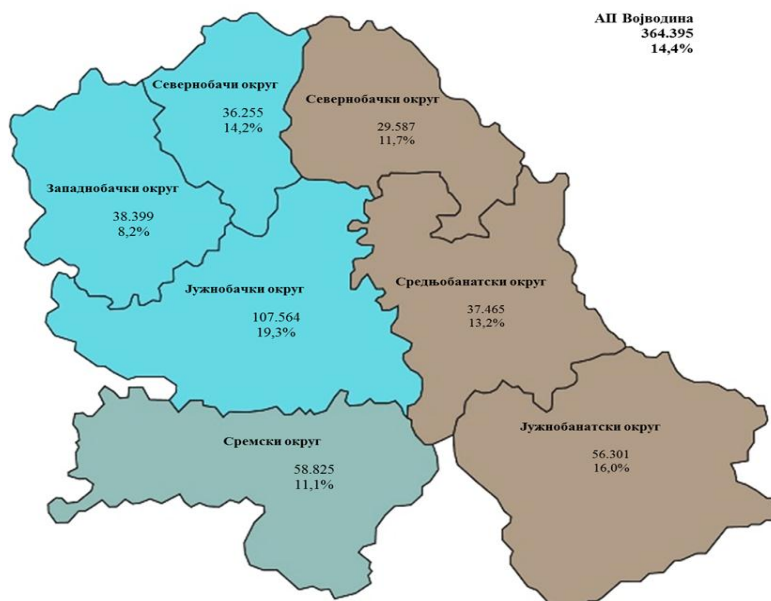 АП Војводина
364.395
14,4%
Севернобачи округ
36.255
14,2%
Севернобачки округ
29.587
11,7%
Западнобачки округ
38.399
8,2%
Јужнобачки округ
107.564
19,3%
Средњобанатски округ
37.465
13,2%
Сремски округ
58.825
11,1%
Јужнобанатски округ
56.301
16,0%